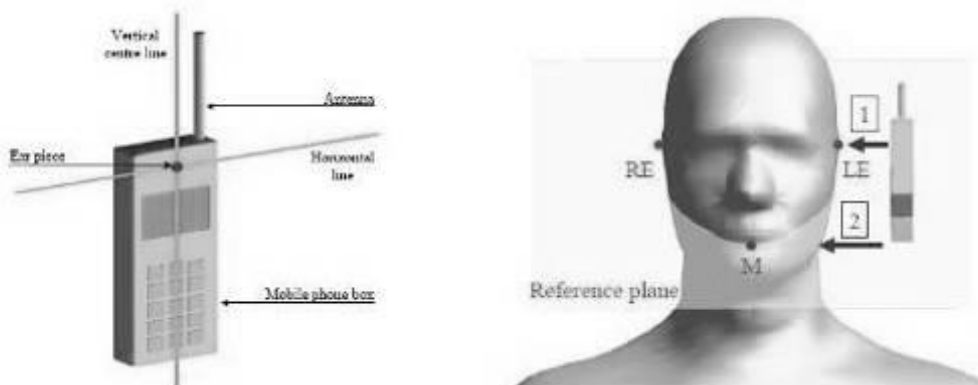 Vertical
centre line
Antenna
Ear piece
Horizontal
line
Mobile phone box
1
RE
LE
2
M
Reference plane